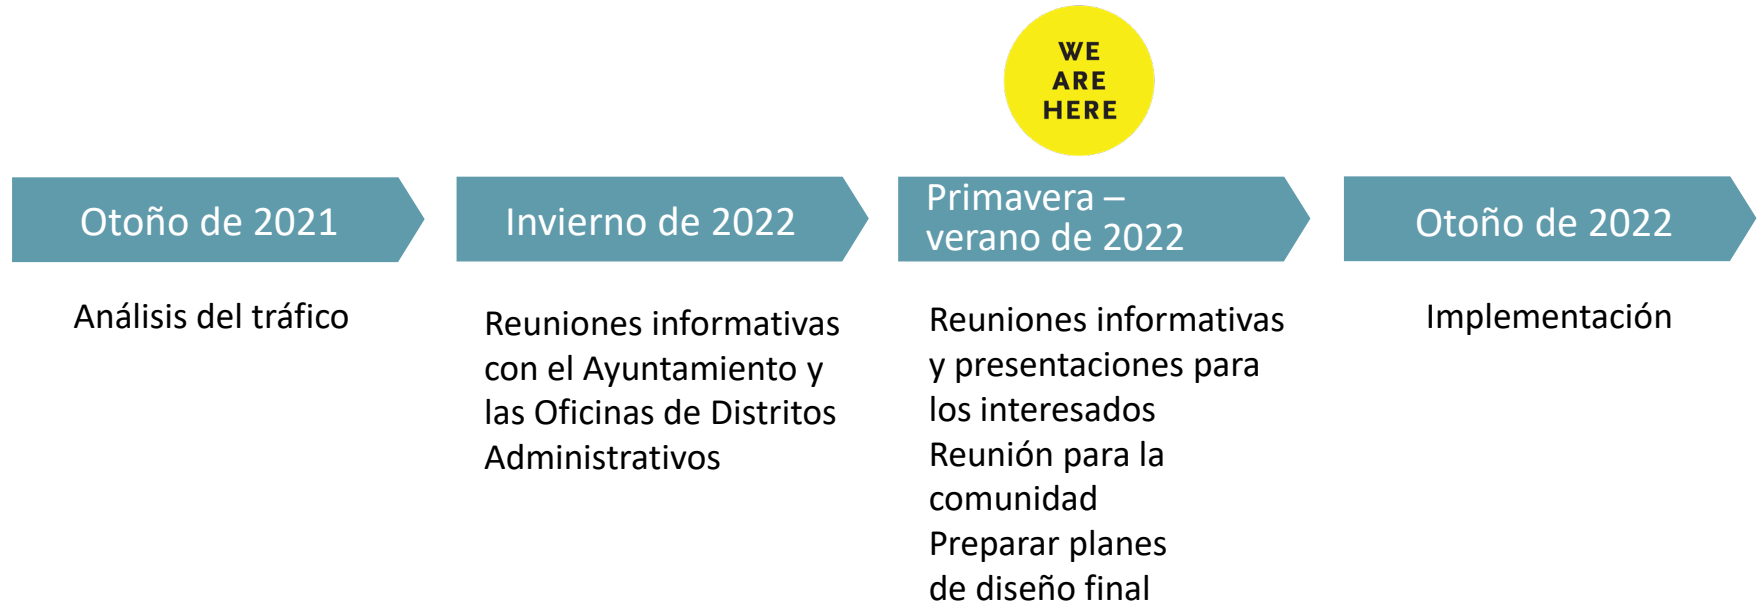 WE
ARE
HERE
Otoño de 2021
Análisis del tráfico
Invierno de 2022
Reuniones informativas
con el Ayuntamiento y
las Oficinas de Distritos
Administrativos
Primavera –
verano de 2022
Reuniones informativas
y presentaciones para
los interesados
Reunión para la
comunidad
Preparar planes
de diseño final
Otoño de 2022
Implementación